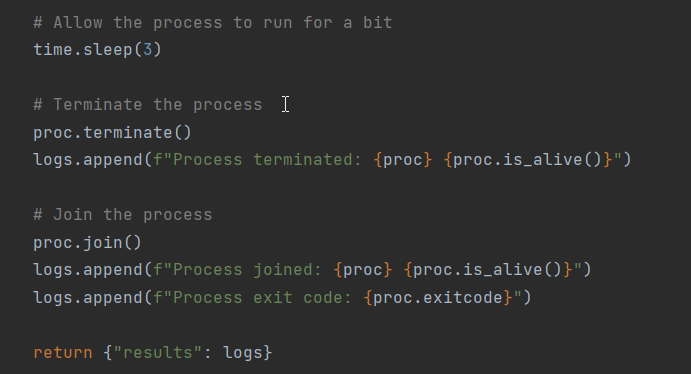 # Allow the process to run for a bit
time.sleep(3)
# Terminate the process
proc.terminate()
logs.append(f"Process terminated: {proc} {proc.is_alive()}")
# Join the process
proc.join()
logs.append(f"Process joined: {proc} {proc.is_alive()}")
logs.append(f"Process exit code: {proc.exitcode}")
return {"results": logs}